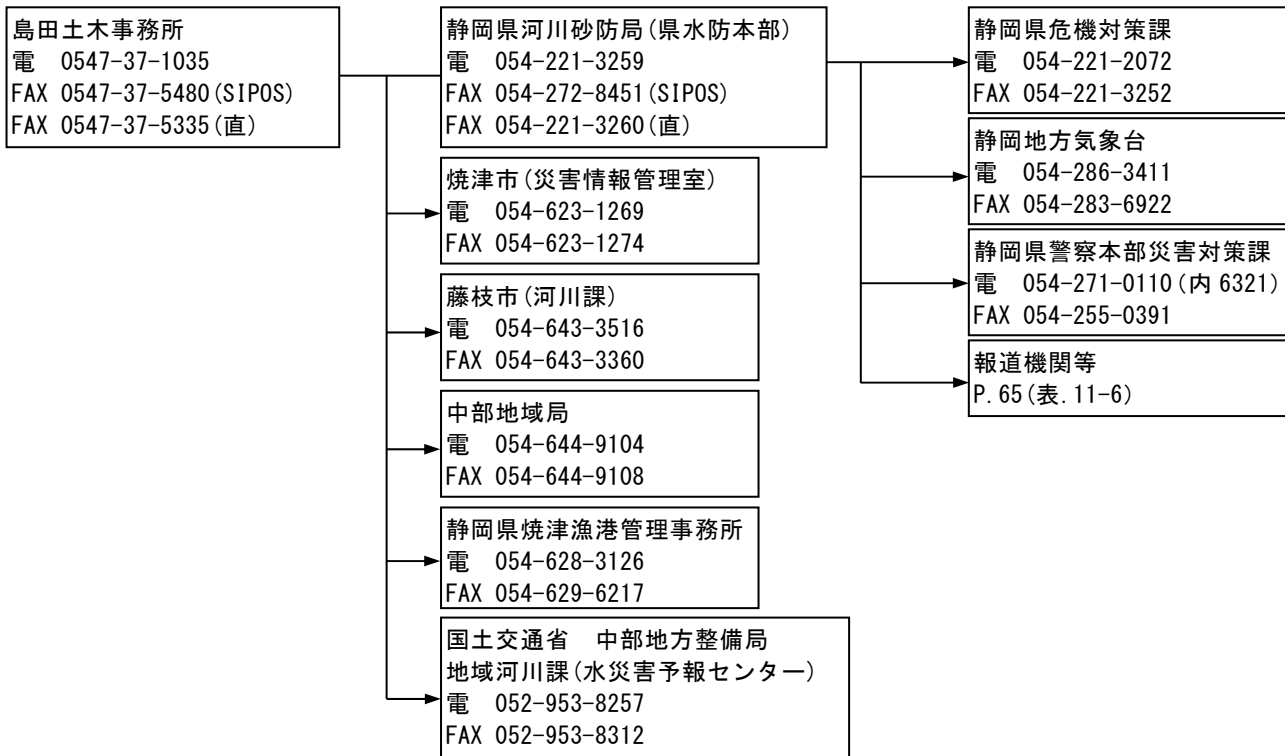 島田土木事務所
電　0547-37-1035
FAX 0547-37-5480(SIPOS)
FAX 0547-37-5335(直)
静岡県河川砂防局(県水防本部)
電　054-221-3259
FAX 054-272-8451(SIPOS)
FAX 054-221-3260(直)
焼津市(災害情報管理室)
電　054-623-1269
FAX 054-623-1274
藤枝市(河川課)
電　054-643-3516
FAX 054-643-3360
中部地域局
電　054-644-9104
FAX 054-644-9108
静岡県焼津漁港管理事務所
電　054-628-3126
FAX 054-629-6217
国土交通省　中部地方整備局
地域河川課(水災害予報センター)
電　052-953-8257
FAX 052-953-8312
静岡県危機対策課
電　054-221-2072
FAX 054-221-3252
静岡地方気象台
電　054-286-3411
FAX 054-283-6922
静岡県警察本部災害対策課
電　054-271-0110(内 6321)
FAX 054-255-0391
報道機関等
P.65(表.11-6)